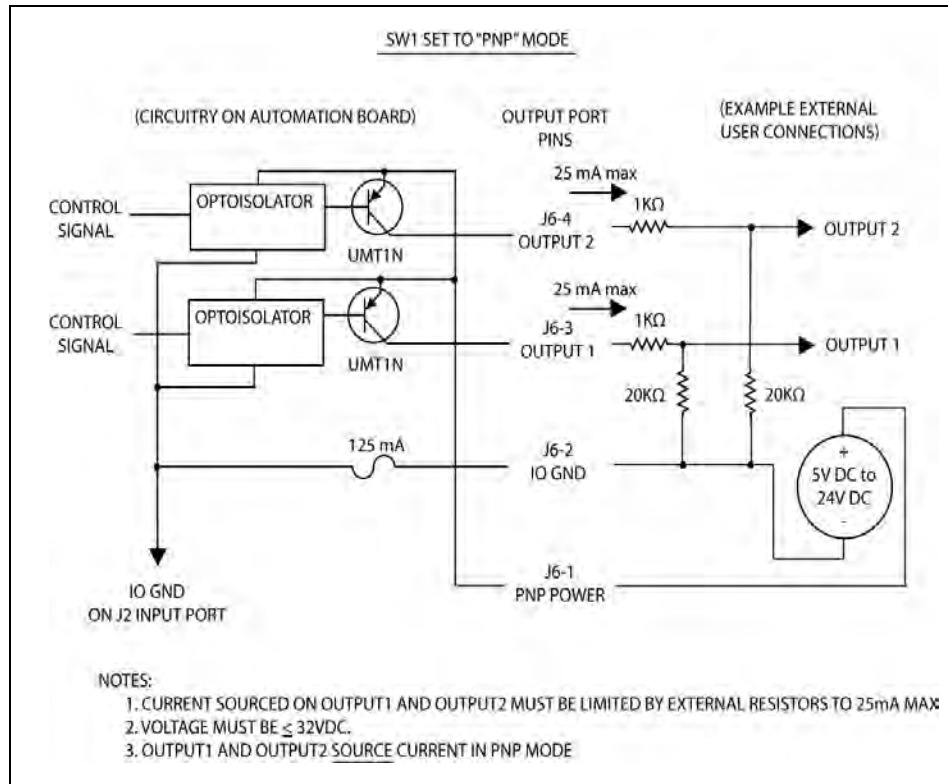 SW1 SET TO "PNP" MODE
(CIRCUITRY ON AUTOMATION BOARD)
OUTPUT PORT
PINS
(EXAMPLE EXTERNAL
USER CONNECTIONS)
25 mA max
OPTOISOLATOR
1KΩ
CONTROL
SIGNAL
J6-4
OUTPUT 2
OUTPUT 2
UMT1N
25 mA max
OPTOISOLATOR
1KΩ
CONTROL
SIGNAL
J6-3
OUTPUT 1
OUTPUT 1
UMT1N
20KΩ
20KΩ
125 mA
J6-2
IO GND
+
5V DC to
24V DC
-
J6-1
PNP POWER
IO GND
ON J2 INPUT PORT
NOTES:
1. CURRENT SOURCED ON OUTPUT1 AND OUTPUT2 MUST BE LIMITED BY EXTERNAL RESISTORS TO 25mA MAX
2. VOLTAGE MUST BE ≤ 32VDC.
3. OUTPUT1 AND OUTPUT2 SOURCE CURRENT IN PNP MODE